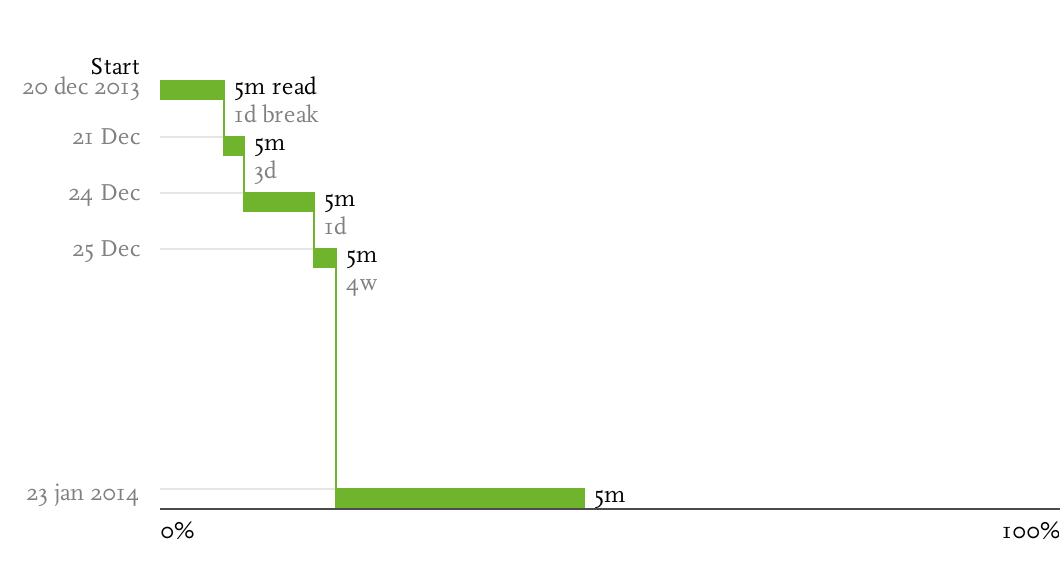 Start
20 dec 2013
5m read
1d break
21 Dec
5m
3d
24 Dec
5m
1d
25 Dec
5m
4w
23 jan 2014
5m
0%
100%